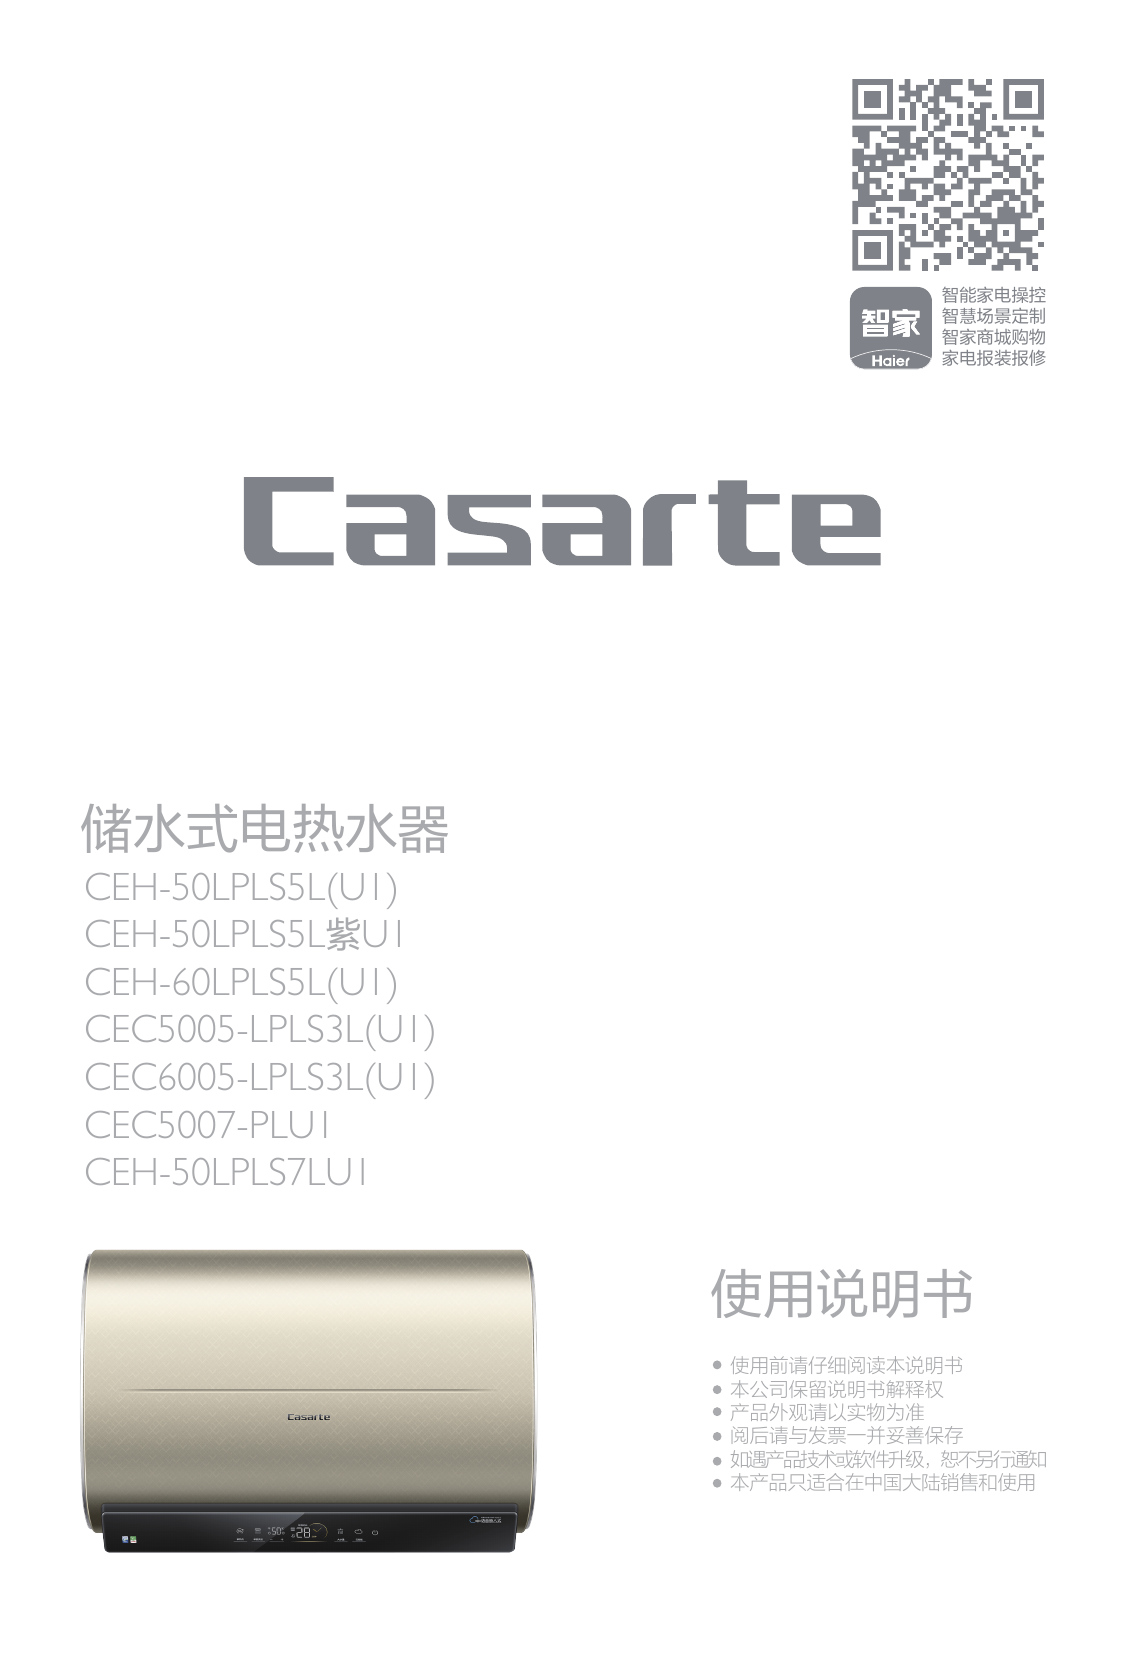 智能家电操控
智慧场景定制
智家商城购物
家电报装报修
智家
Haier
Casarte
储水式电热水器
CEH-50LPLS5L(U1)
CEH-50LPLS5L紫U1
CEH-60LPLS5L(U1)
CEC5005-LPLS3L(U1)
CEC6005-LPLS3L(U1)
CEC5007-PLU1
CEH-50LPLS7LU1
Casarte
50
28
使用说明书
● 使用前请仔细阅读本说明书
● 本公司保留说明书解释权
● 产品外观请以实物为准
● 阅后请与发票一并妥善保存
● 如遇产品技术或软件升级，恕不另行通知
● 本产品只适合在中国大陆销售和使用